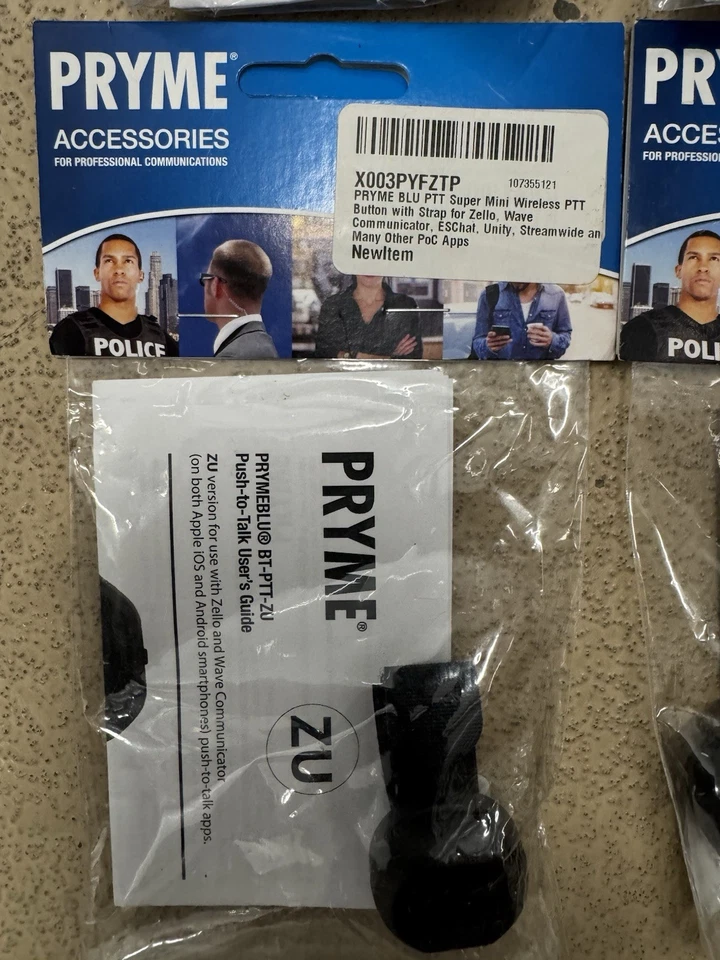 PRYME®
ACCESSORIES
FOR PROFESSIONAL COMMUNICATIONS
X003PYFZTP 107355121
PRYME BLU PTT Super Mini Wireless PTT
Button with Strap for Zello, Wave
Communicator, ESChat, Unity, Streamwide an
Many Other PoC Apps
NewItem
POLICE
PRYME®
ZU
PRYMEBLU® BT-PTT-ZU
Push-to-Talk User's Guide
ZU version for use with Zello and Wave Communicator
(on both Apple iOS and Android smartphones) push-to-talk apps.
PR
ACCE
FOR PROFESSIO
POLI